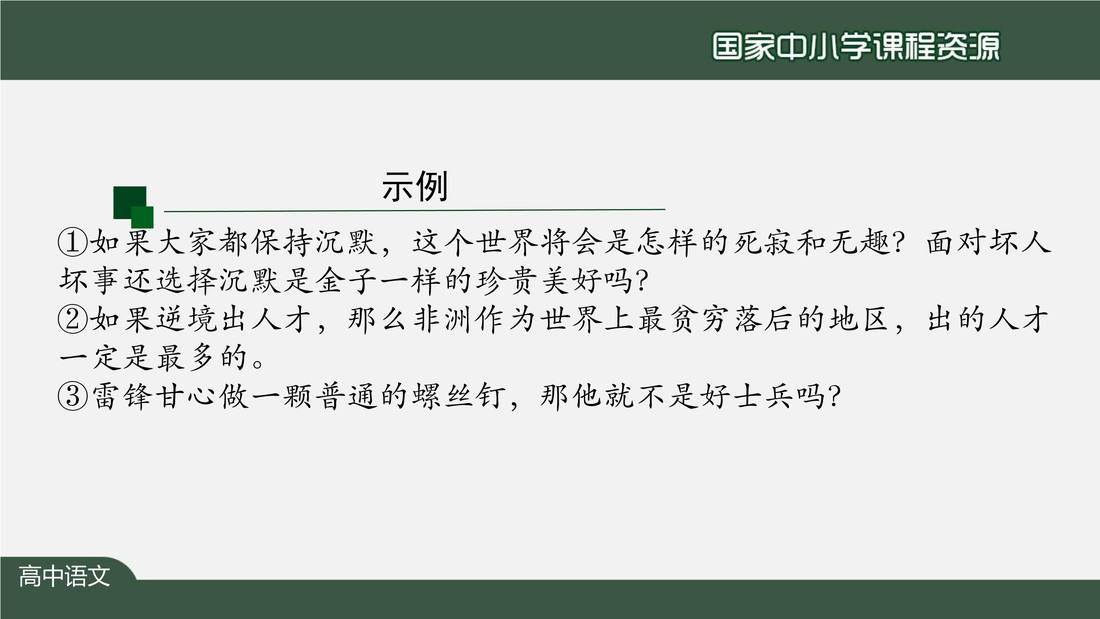 国家中小学课程资源
示例
①如果大家都保持沉默，这个世界将会是怎样的死寂和无趣？面对坏人
坏事还选择沉默是金子一样的珍贵美好吗？
②如果逆境出人才，那么非洲作为世界上最贫穷落后的地区，出的人才
一定是最多的。
③雷锋甘心做一颗普通的螺丝钉，那他就不是好士兵吗？
高中语文